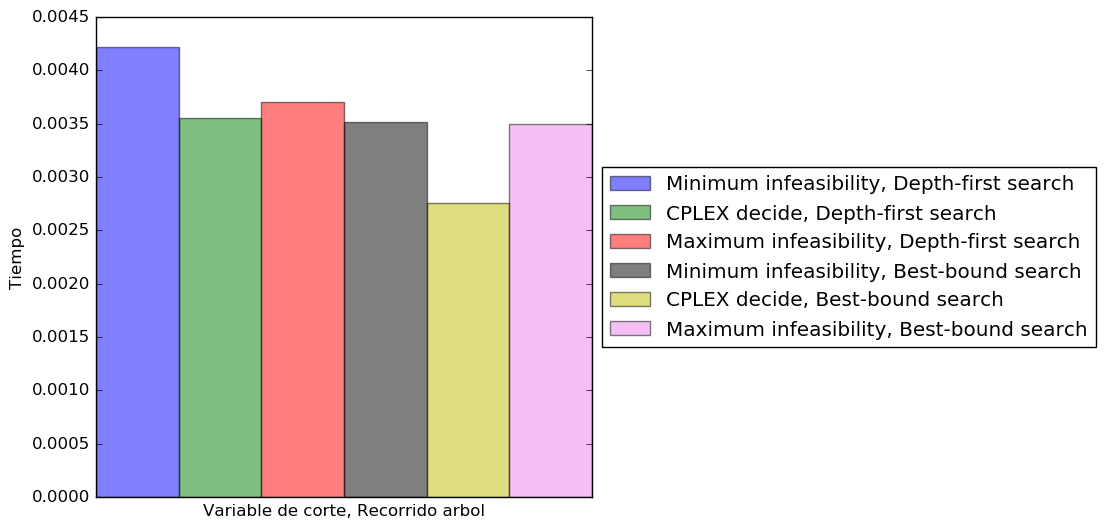 0.0045
0.0040
0.0035
0.0030
0.0025
0.0020
0.0015
0.0010
0.0005
0.0000
Tiempo
Variable de corte, Recorrido arbol
Minimum infeasibility, Depth-first search
CPLEX decide, Depth-first search
Maximum infeasibility, Depth-first search
Minimum infeasibility, Best-bound search
CPLEX decide, Best-bound search
Maximum infeasibility, Best-bound search